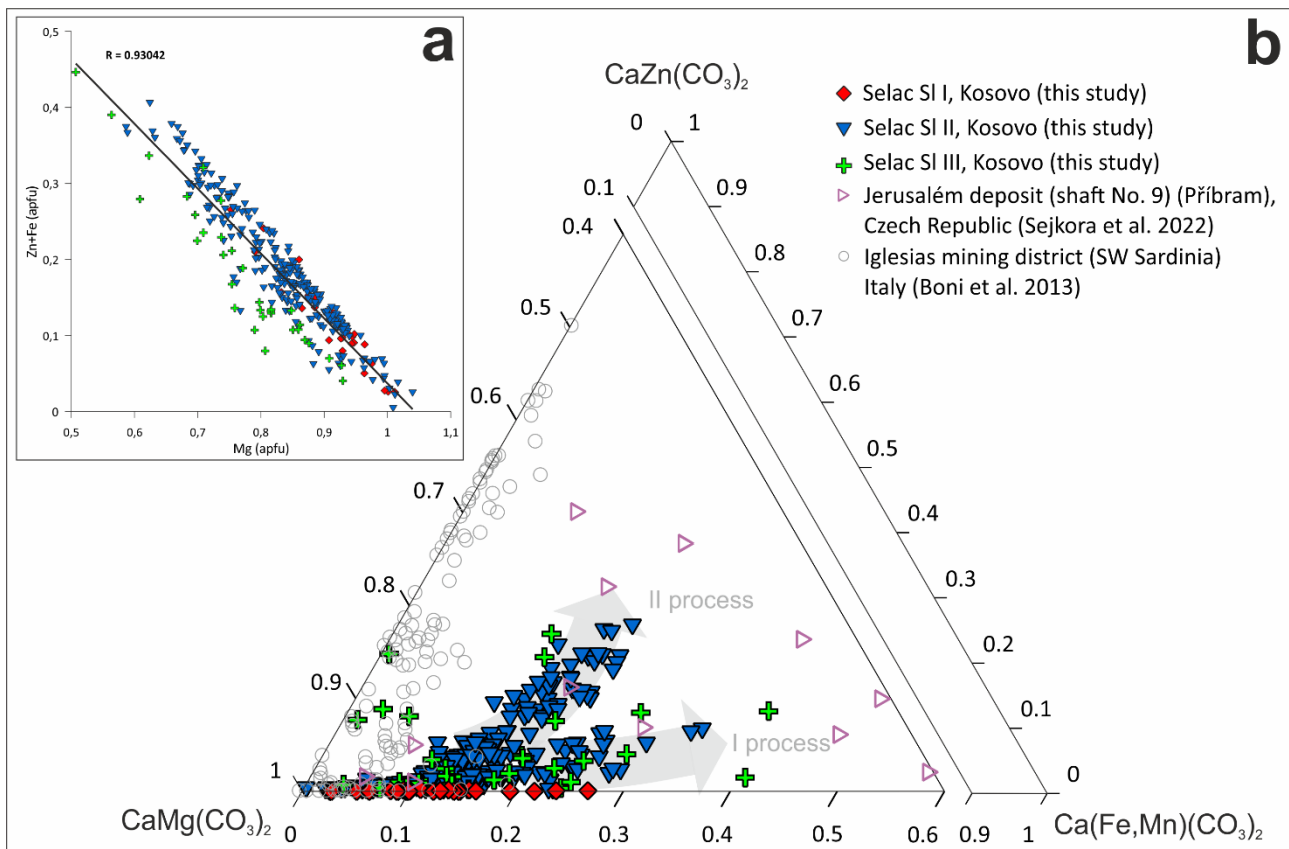 a
R = 0.93042
0,5
0,4
0,3
0,2
0,1
0
Zn+Fe (apfu)
0,5
0,6
0,7
0,8
0,9
1
1,1
Mg (apfu)
b
CaZn(CO₃)₂
Selac Sl I, Kosovo (this study)
Selac Sl II, Kosovo (this study)
Selac Sl III, Kosovo (this study)
Jerusalém deposit (shaft No. 9) (Příbram),
Czech Republic (Sejkora et al. 2022)
Iglesias mining district (SW Sardinia)
Italy (Boni et al. 2013)
0
1
0.1
0.9
0.4
0.8
0.5
0.7
0.6
0.6
0.7
0.5
0.8
0.4
0.9
0.3
1
0.2
0.1
0
II process
I process
CaMg(CO₃)₂
0
0.1
0.2
0.3
0.4
0.5
0.6
0.9
1
Ca(Fe,Mn)(CO₃)₂